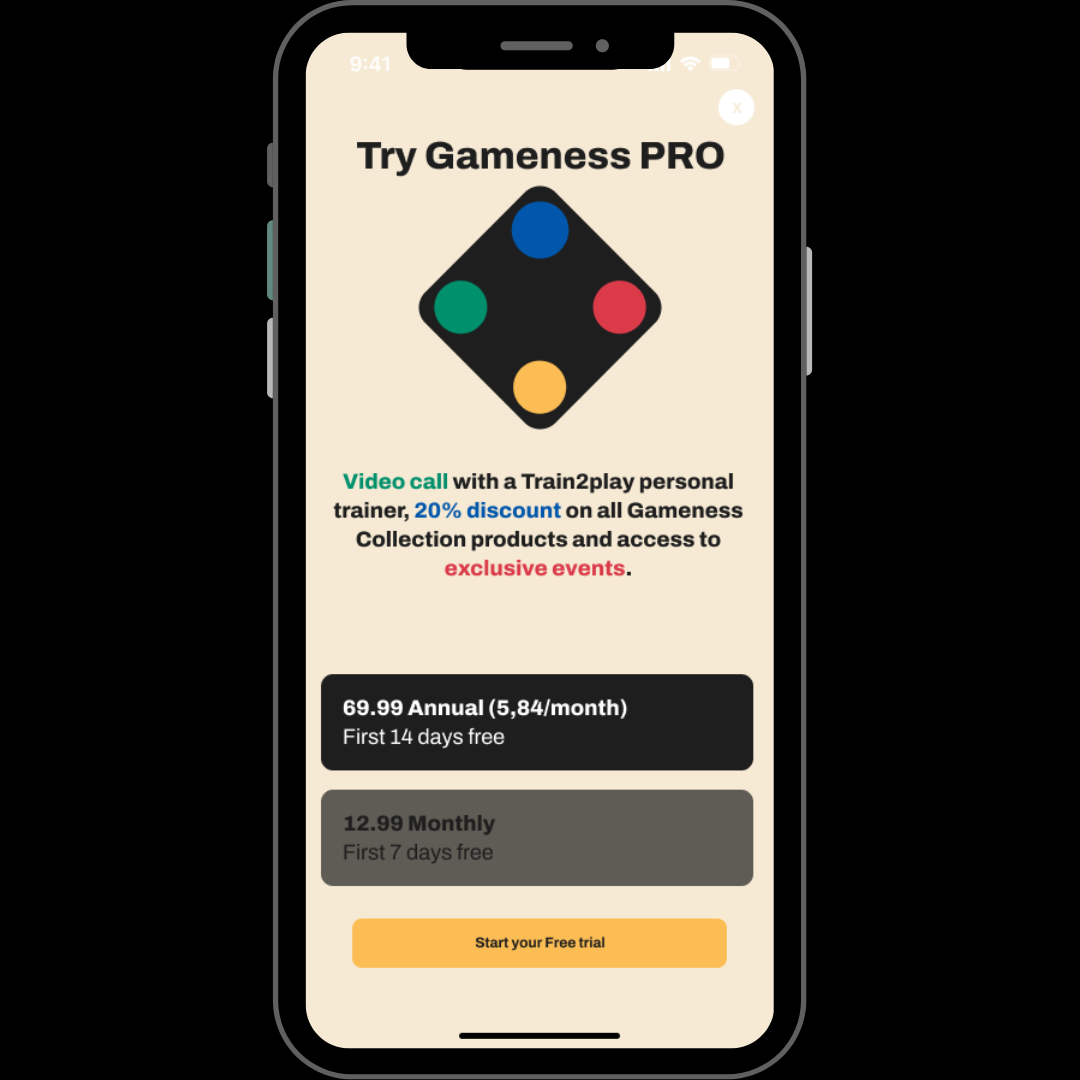 9:41
X
Try Gameness PRO
Video call with a Train2play personal
trainer, 20% discount on all Gameness
Collection products and access to
exclusive events.
69.99 Annual (5,84/month)
First 14 days free
12.99 Monthly
First 7 days free
Start your Free trial